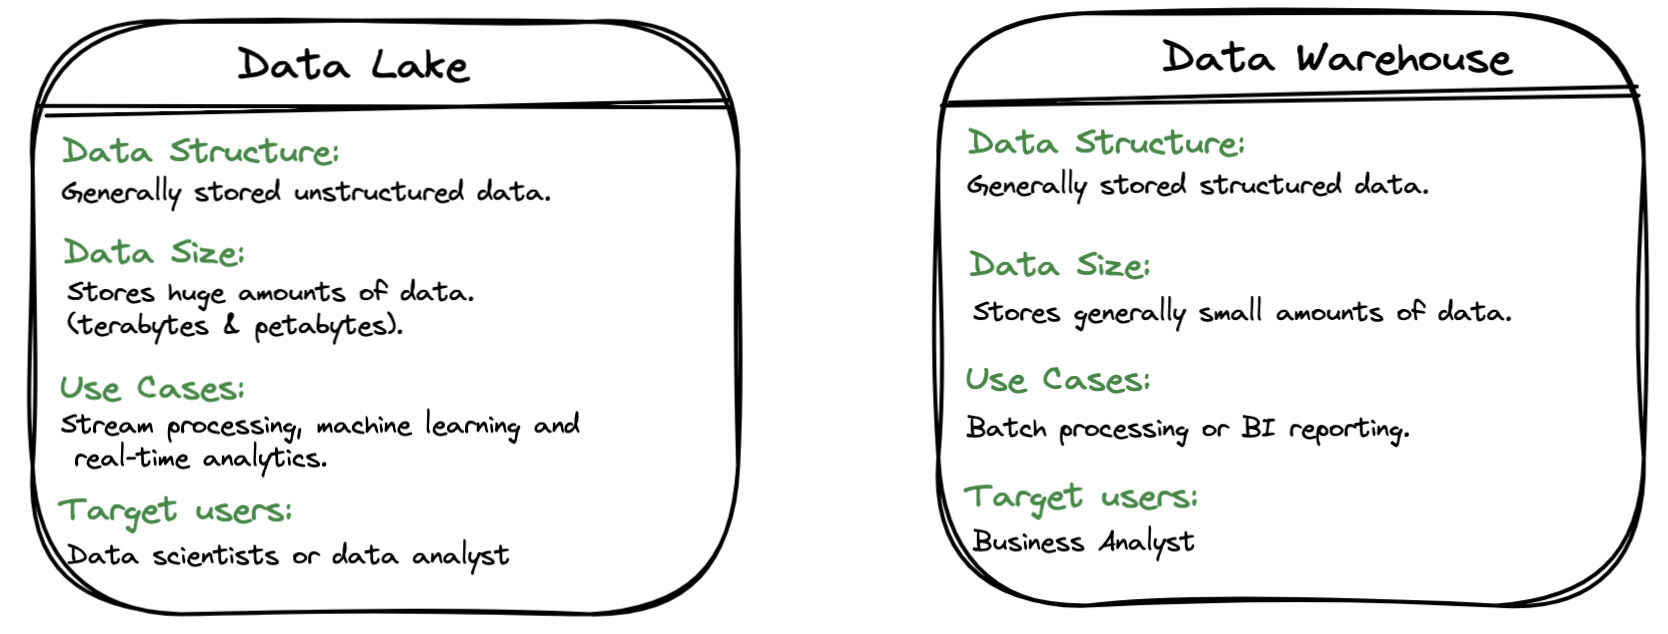 Data Lake
Data Structure:
Generally stored unstructured data.
Data Size:
Stores huge amounts of data.
(terabytes & petabytes).
Use Cases:
Stream processing, machine learning and
real-time analytics.
Target users:
Data scientists or data analyst
Data Warehouse
Data Structure:
Generally stored structured data.
Data Size:
Stores generally small amounts of data.
Use Cases:
Batch processing or BI reporting.
Target users:
Business Analyst